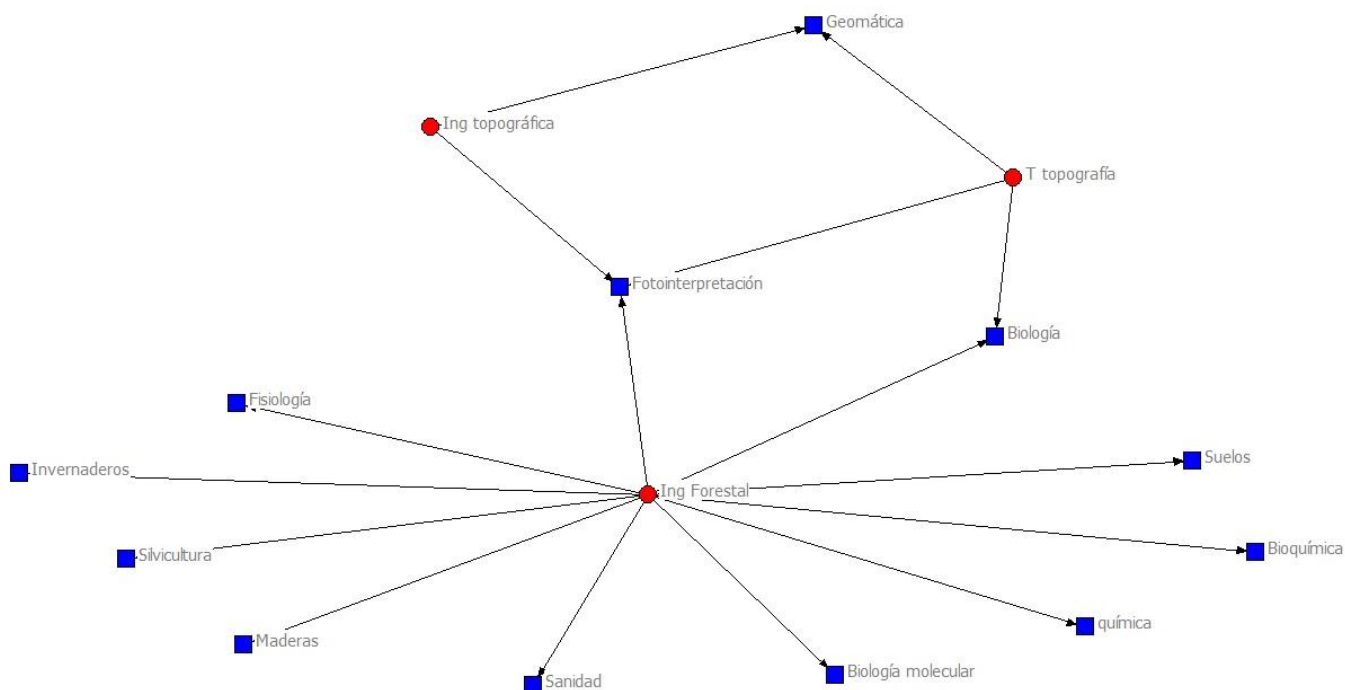 Geomática
Ing topográfica
T topografía
Fotointerpretación
Biología
Fisiología
Suelos
Invernaderos
Ing Forestal
Silvicultura
Bioquímica
química
Maderas
Biología molecular
Sanidad